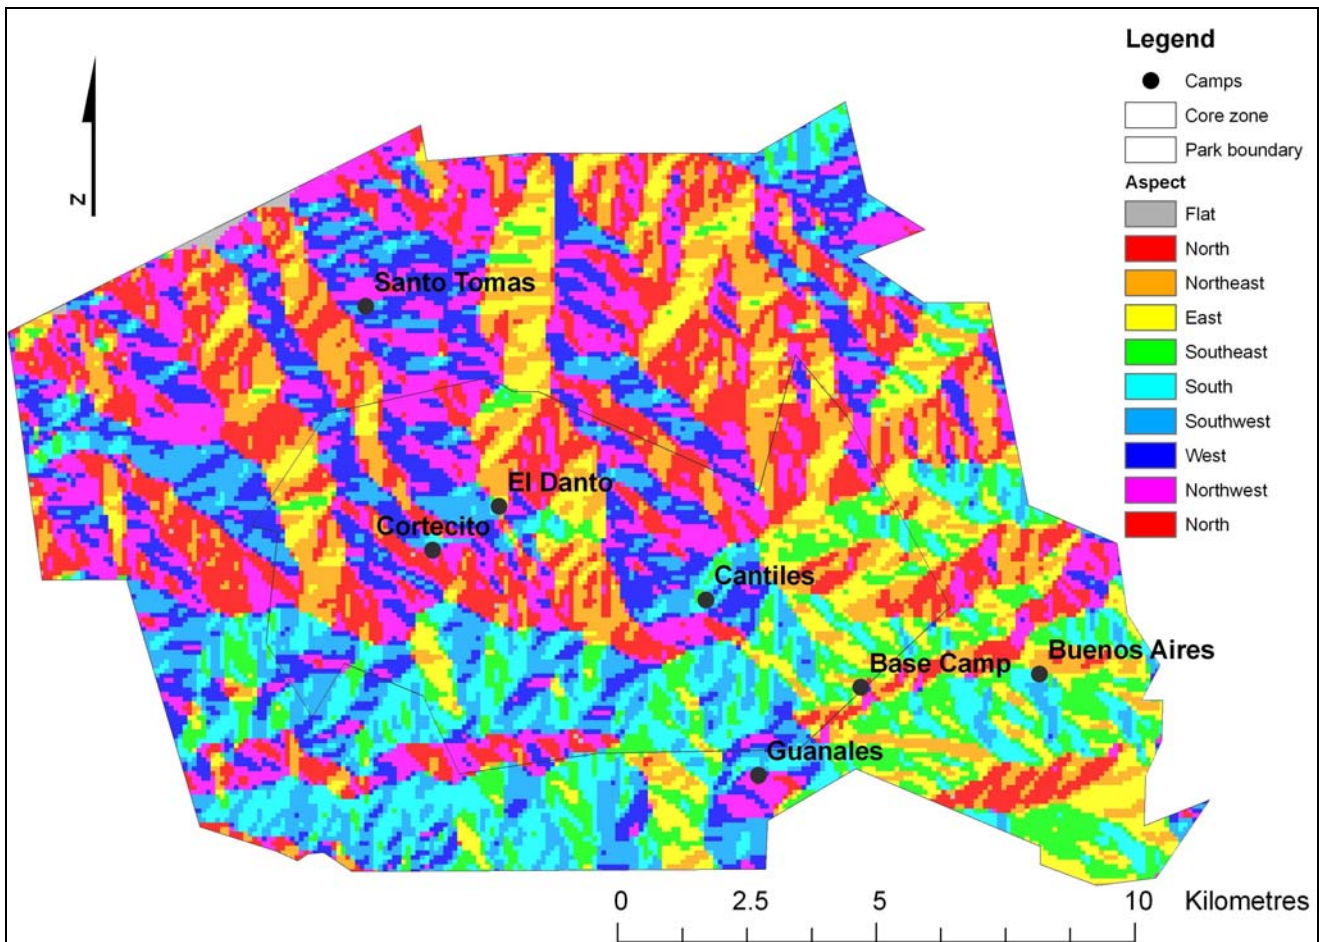 Legend
Camps
Core zone
Park boundary
Aspect
Flat
North
Northeast
East
Southeast
South
Southwest
West
Northwest
North
N
Santo Tomas
El Danto
Cortecito
Cantiles
Base Camp
Buenos Aires
Guanales
0 2.5 5 10 Kilometres